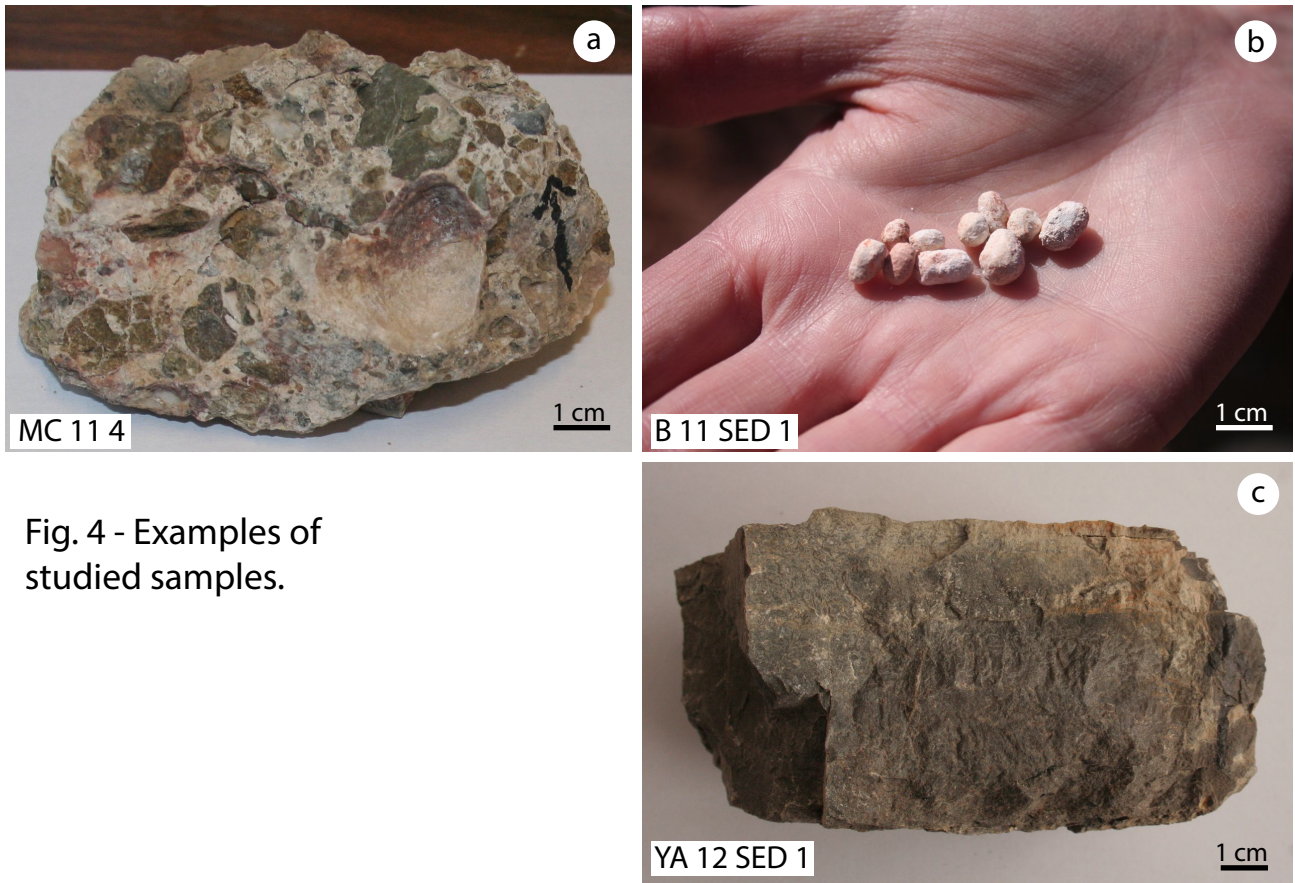 a
MC 11 4
1 cm
b
B 11 SED 1
1 cm
Fig. 4 - Examples of
studied samples.
c
YA 12 SED 1
1 cm